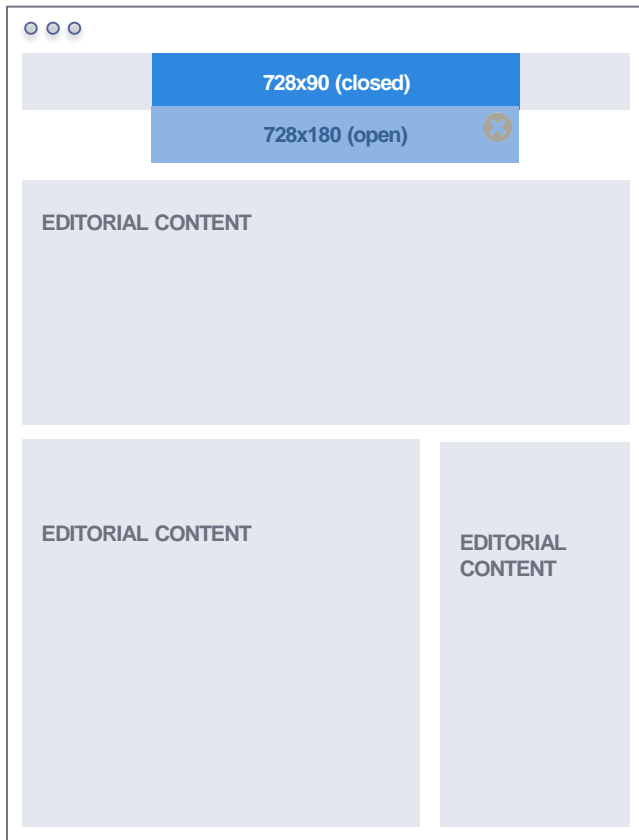 728x90 (closed)
728x180 (open)
EDITORIAL CONTENT
EDITORIAL CONTENT
EDITORIAL
CONTENT